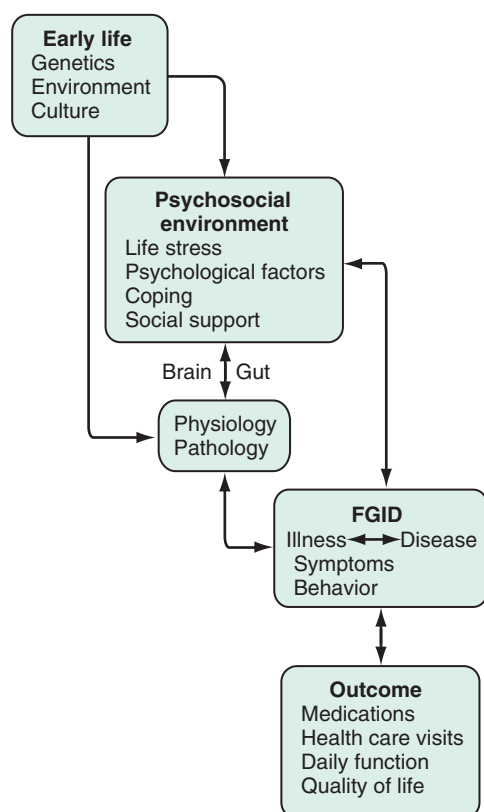 Early life
Genetics
Environment
Culture
Psychosocial
environment
Life stress
Psychological factors
Coping
Social support
Brain Gut
Physiology
Pathology
FGID
Illness Disease
Symptoms
Behavior
Outcome
Medications
Health care visits
Daily function
Quality of life